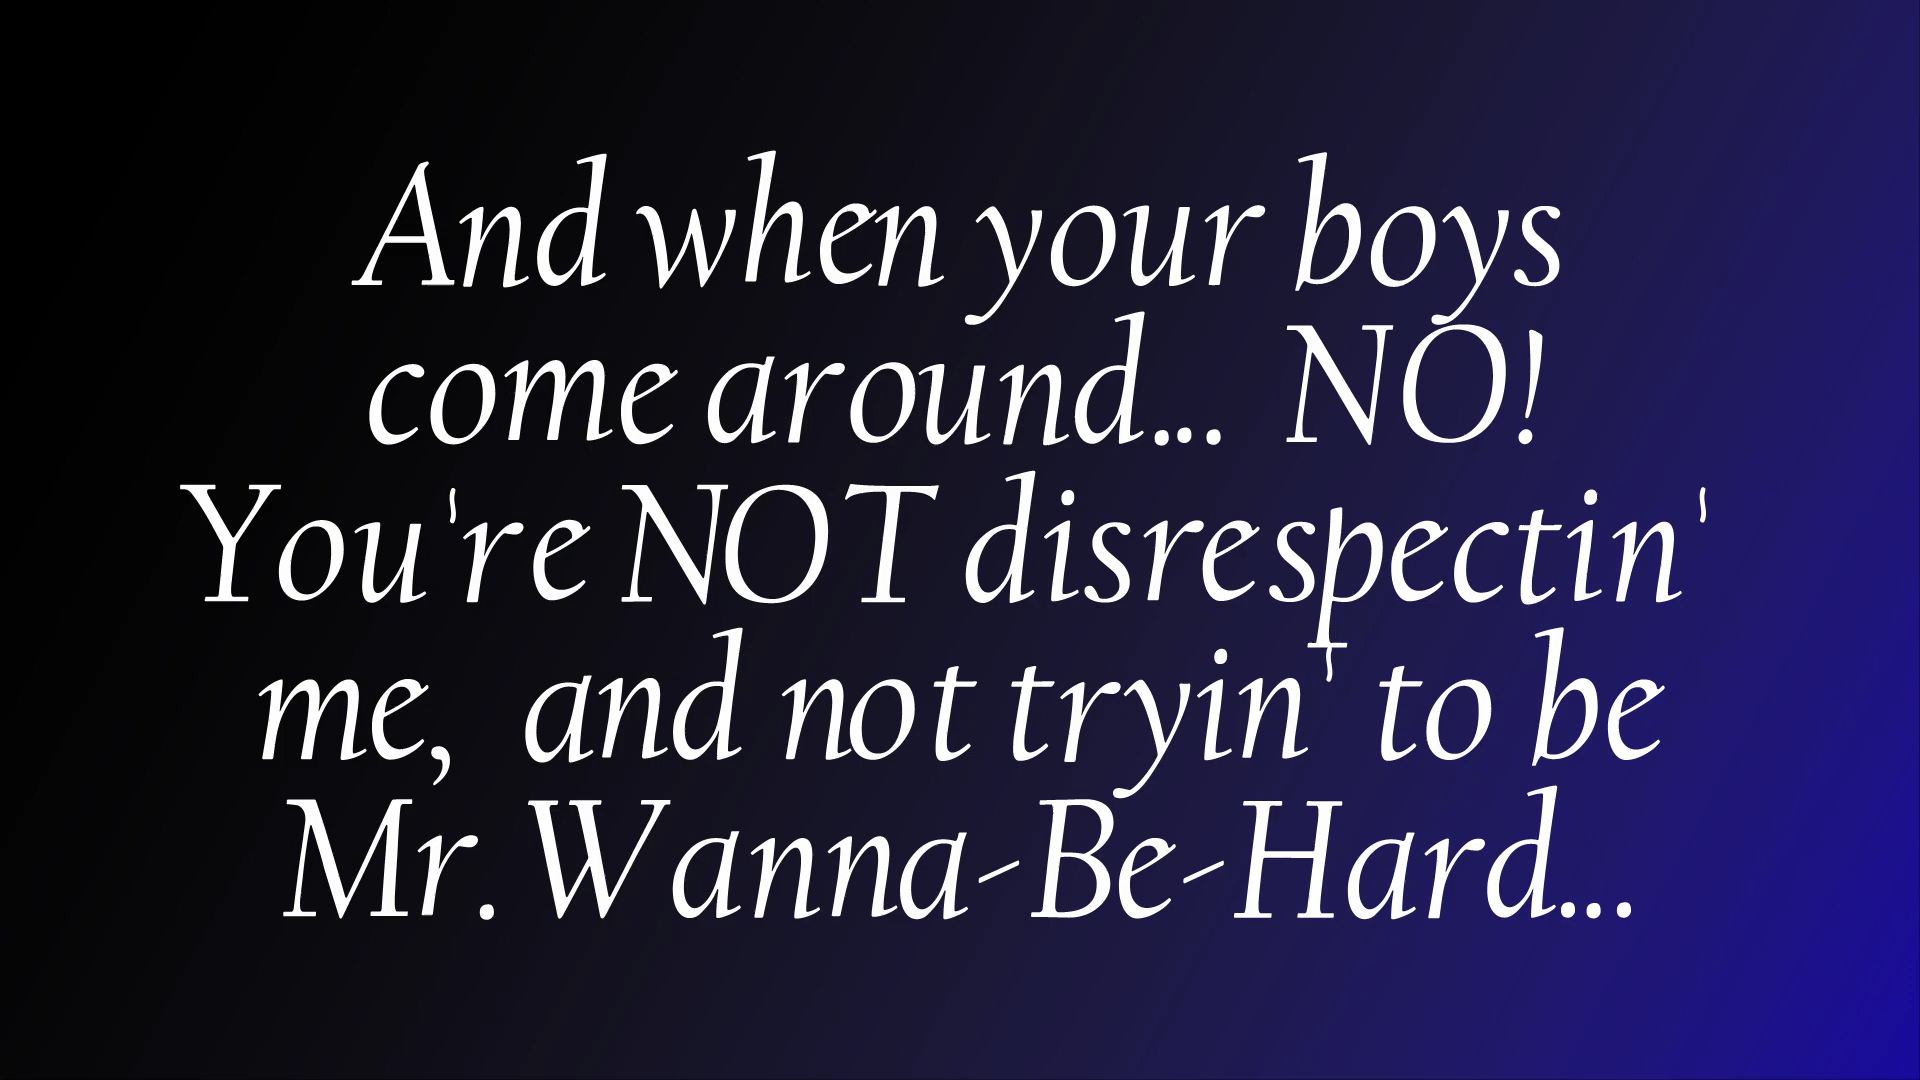 And when your boys
come around... NO!
You're NOT disrespectin'
me, and not tryin' to be
Mr. Wanna-Be-Hard...